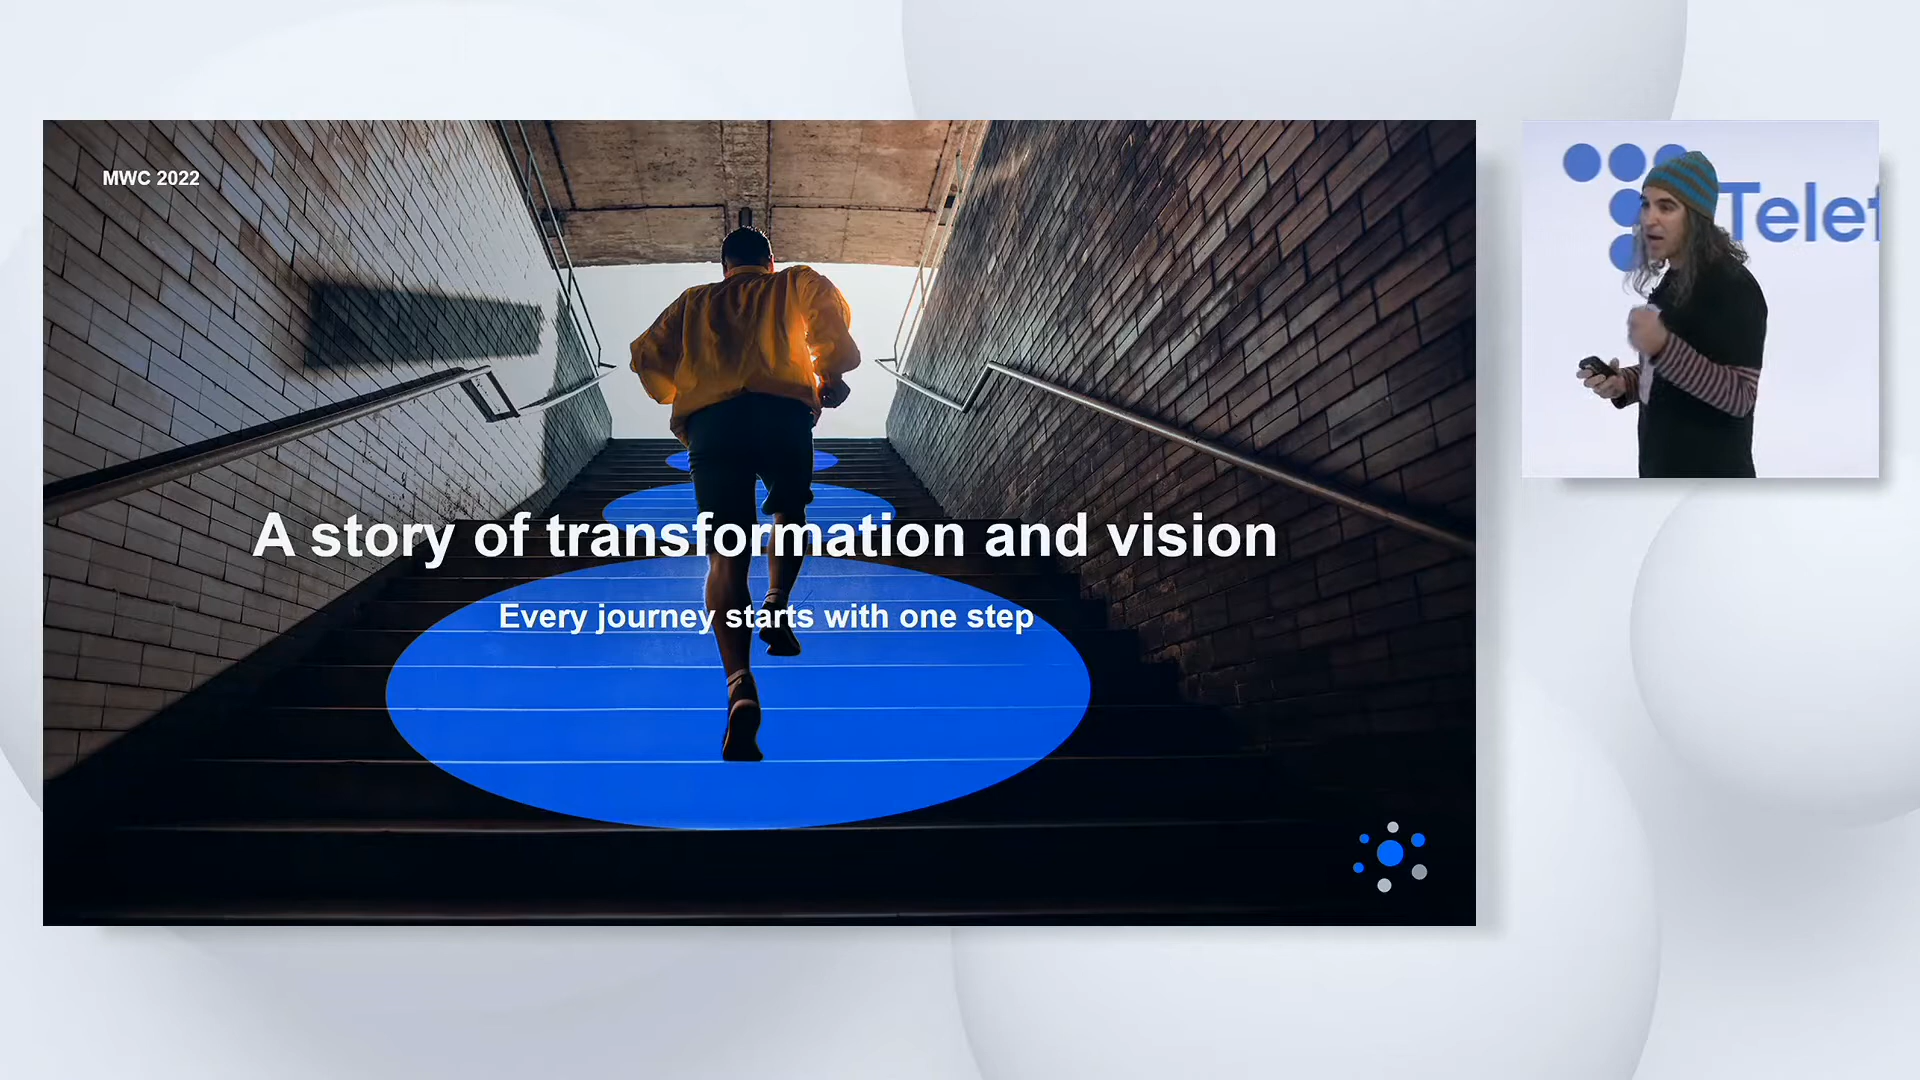 MWC 2022
A story of transformation and vision
Every journey starts with one step
Telef